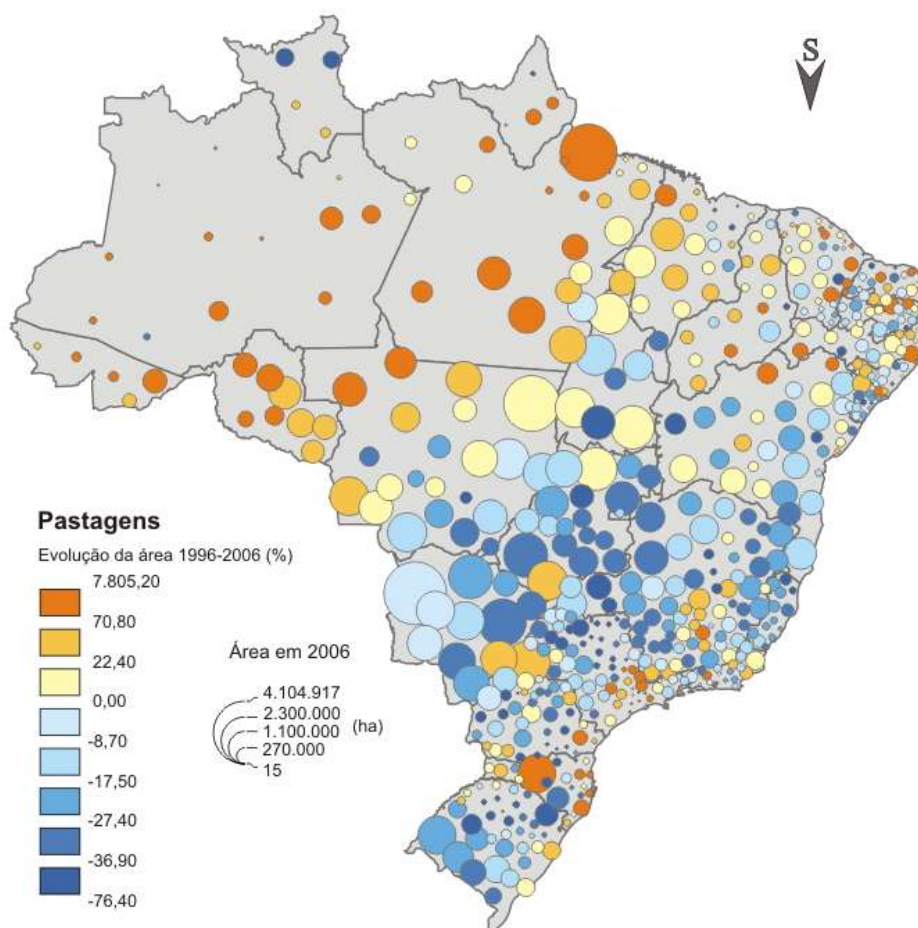 S
Pastagens
Evolução da área 1996-2006 (%)
7.805,20
70,80
22,40
0,00
-8,70
-17,50
-27,40
-36,90
-76,40
Área em 2006
4.104.917
2.300.000
1.100.000 (ha)
270.000
15